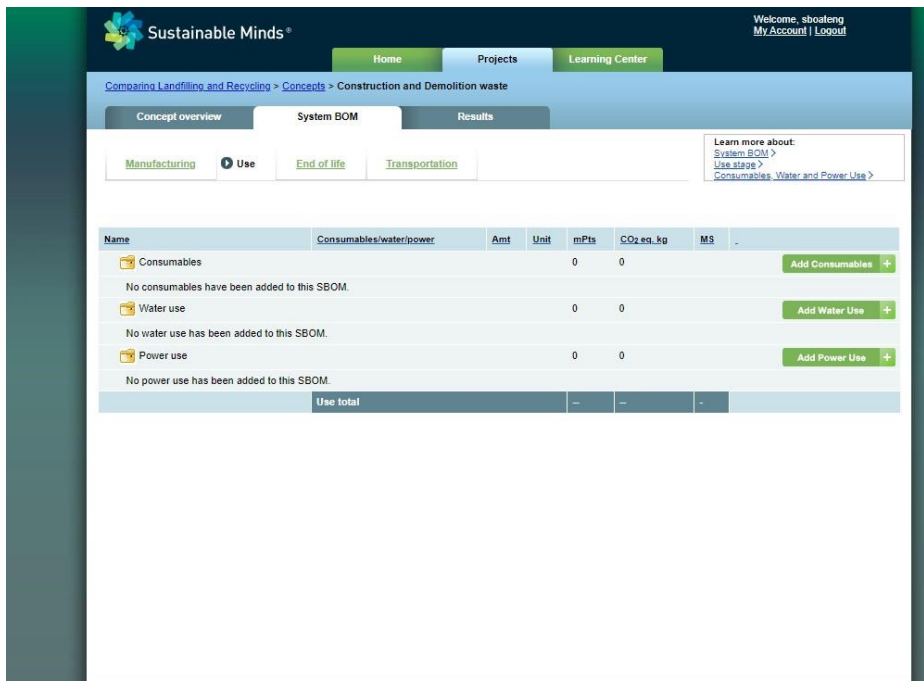 Sustainable Minds®
Welcome, sboateng
My Account | Logout
Home Projects Learning Center
Comparing Landfilling and Recycling > Concepts > Construction and Demolition waste
Concept overview System BOM Results
Manufacturing Use End of life Transportation
Learn more about:
System BOM >
Use stage >
Consumables, Water and Power Use >
Name Consumables/water/power Amt Unit mPts CO2 eq. kg MS -
Consumables 0 0 Add Consumables +
No consumables have been added to this SBOM.
Water use 0 0 Add Water Use +
No water use has been added to this SBOM.
Power use 0 0 Add Power Use +
No power use has been added to this SBOM.
Use total -- -- -